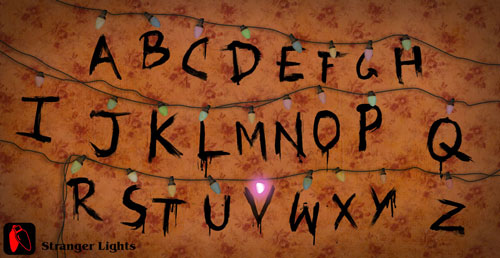 A B C D E F G H
I J K L M N O P Q
R S T U V W X Y Z
Stranger Lights